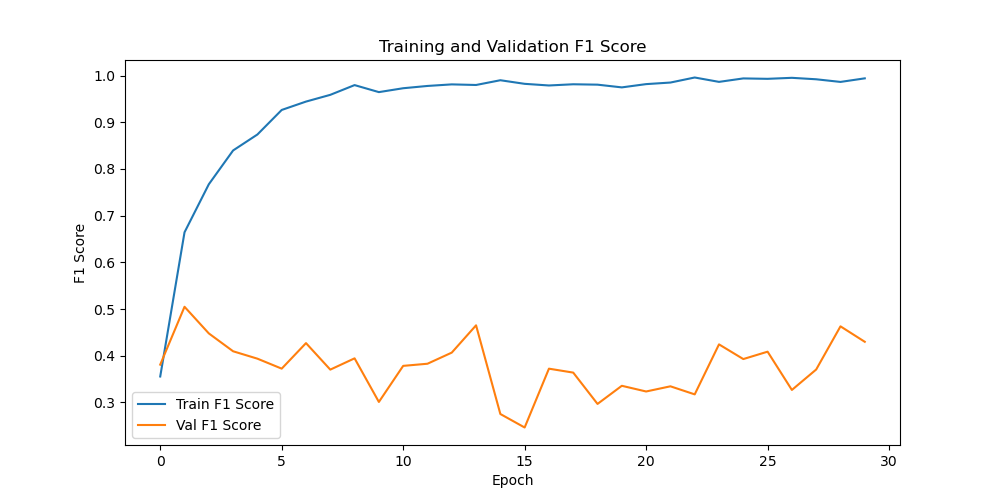 Training and Validation F1 Score
F1 Score
1.0
0.9
0.8
0.7
0.6
0.5
0.4
0.3
Train F1 Score
Val F1 Score
0 5 10 15 20 25 30
Epoch